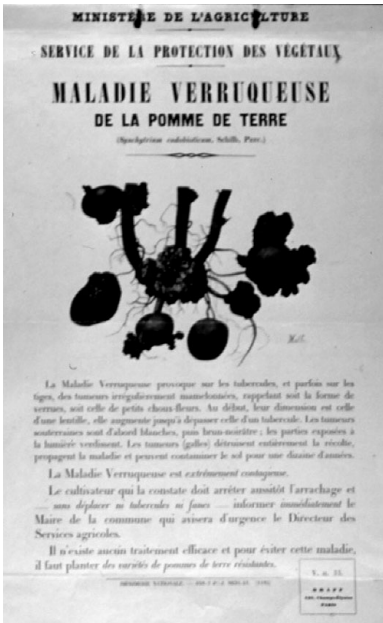 MINISTÈRE DE L'AGRICULTURE
SERVICE DE LA PROTECTION DES VÉGÉTAUX
MALADIE VERRUQUEUSE
DE LA POMME DE TERRE
(Synchytrium endobioticum, Schilb, Perc.)
La Maladie Verruqueuse provoque sur les tubercules, et parfois sur les
tiges, des tumeurs irrégulièrement mamelonnées, rappelant soit la forme de
verrues, soit celle de petits choux-fleurs. Au début, leur dimension est celle
d'une lentille, elle augmente jusqu'à dépasser celle d'un tubercule. Les tumeurs
souterraines sont d'abord blanches, puis brun-noirâtre; les parties exposées à
la lumière verdissent. Les tumeurs (galles) détruisent entièrement la récolte,
propagent la maladie et peuvent contaminer le sol pour une dizaine d'années.
La Maladie Verruqueuse est extrêmement contagieuse.
Le cultivateur qui la constate doit arrêter aussitôt l'arrachage et
— sans déplacer ni tubercules ni fanes — informer immédiatement le
Maire de la commune qui avisera d'urgence le Directeur des
Services agricoles.
Il n'existe aucun traitement efficace et pour éviter cette maladie,
il faut planter des variétés de pommes de terre résistantes.
IMPRIMERIE NATIONALE.
V. n. 35.
PARIS